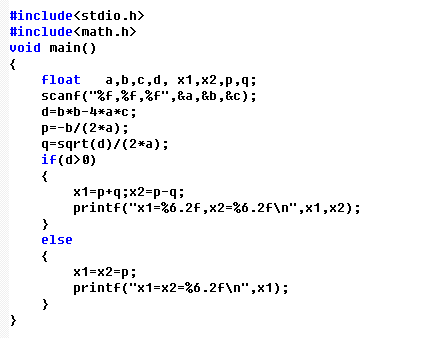 #include<stdio.h>
#include<math.h>
void main()
{
    float   a,b,c,d, x1,x2,p,q;
    scanf("%f,%f,%f",&a,&b,&c);
    d=b*b-4*a*c;
    p=-b/(2*a);
    q=sqrt(d)/(2*a);
    if(d>0)
    {
        x1=p+q;x2=p-q;
        printf("x1=%6.2f,x2=%6.2f\n",x1,x2);
    }
    else
    {
        x1=x2=p;
        printf("x1=x2=%6.2f\n",x1);
    }
}